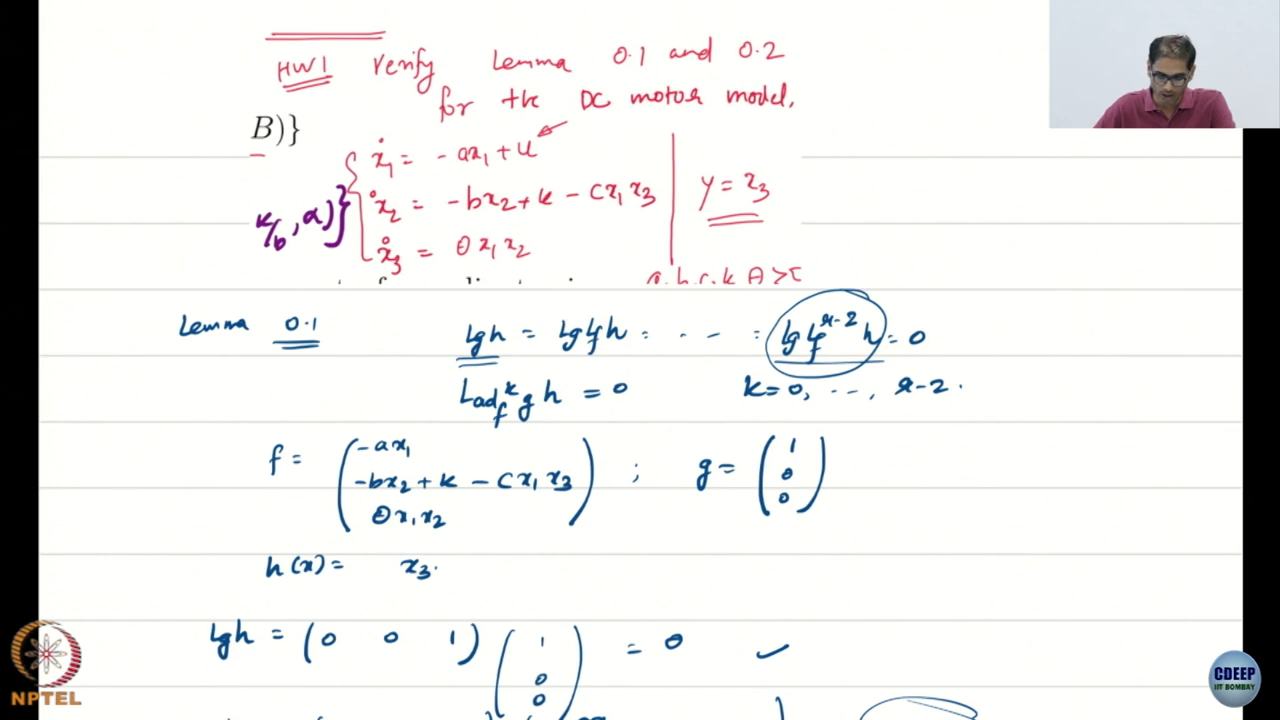 HW1 Verify Lemma 0.1 and 0.2
for the DC motor model.
B)}
ẋ₁ = -ax₁ + u
ẋ₂ = -bx₂ + k - Cx₁x₃
y = x₃
k/b, α)}
ẋ₃ = θx₁x₂
Lemma 0.1
Lgh = LgLfh = ... = LgLf^{r-2}h = 0
L_{ad_f^k g} h = 0 k = 0, ..., r-2.
f = (-ax₁
-bx₂ + k - Cx₁x₃
θx₁x₂) ; g = (1
0
0)
h(x) = x₃.
Lgh = (0 0 1) (1
0
0) = 0 ✓
NPTEL
CDEEP
IIT BOMBAY